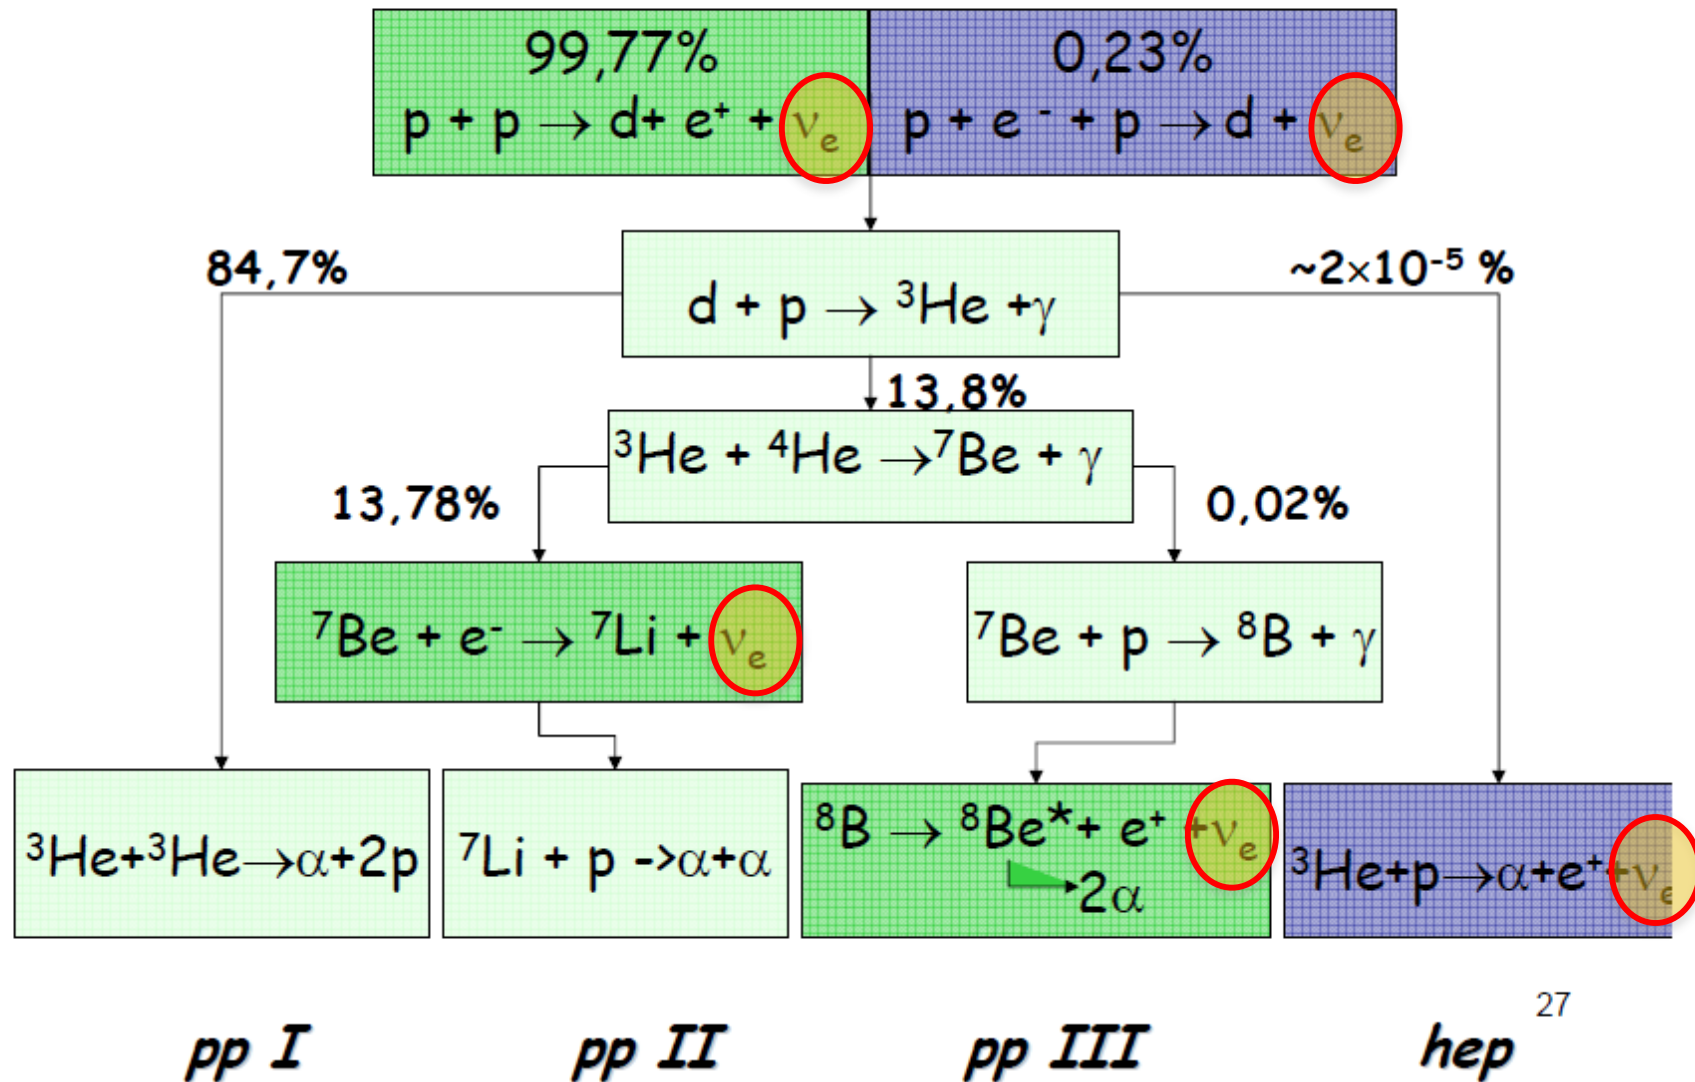 99,77%
p + p → d+ e⁺ + νₑ
0,23%
p + e ⁻ + p → d + νₑ
84,7%
~2×10⁻⁵ %
d + p → ³He +γ
13,8%
³He + ⁴He →⁷Be + γ
13,78%
0,02%
⁷Be + e⁻ → ⁷Li + νₑ
⁷Be + p → ⁸B + γ
³He+³He→α+2p
⁷Li + p ->α+α
⁸B → ⁸Be*+ e⁺ +νₑ
2α
³He+p→α+e⁺+νₑ
27
pp I
pp II
pp III
hep